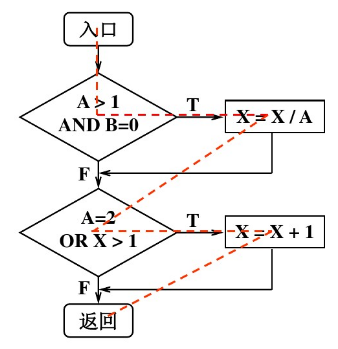 入口
A > 1
AND B=0
T
X = X / A
F
A=2
OR X > 1
T
X = X + 1
F
返回